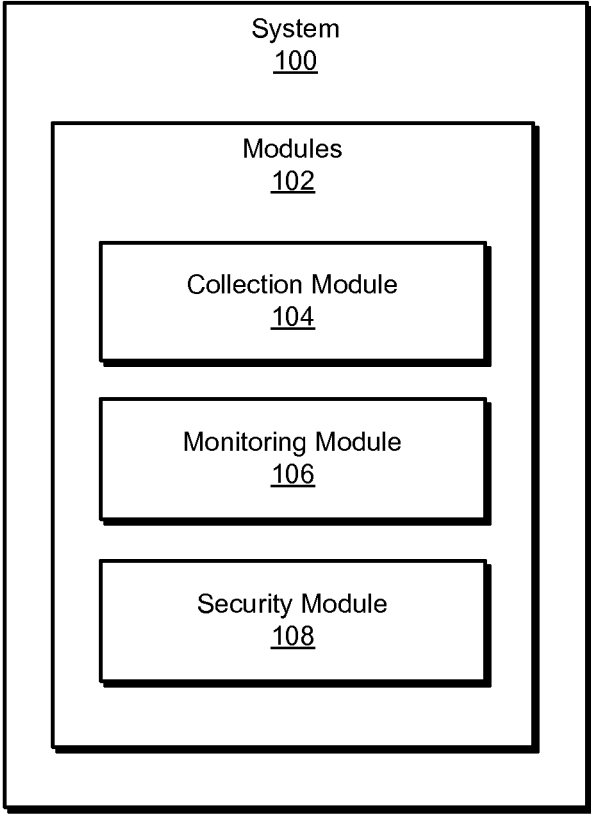 System
100
Modules
102
Collection Module
104
Monitoring Module
106
Security Module
108